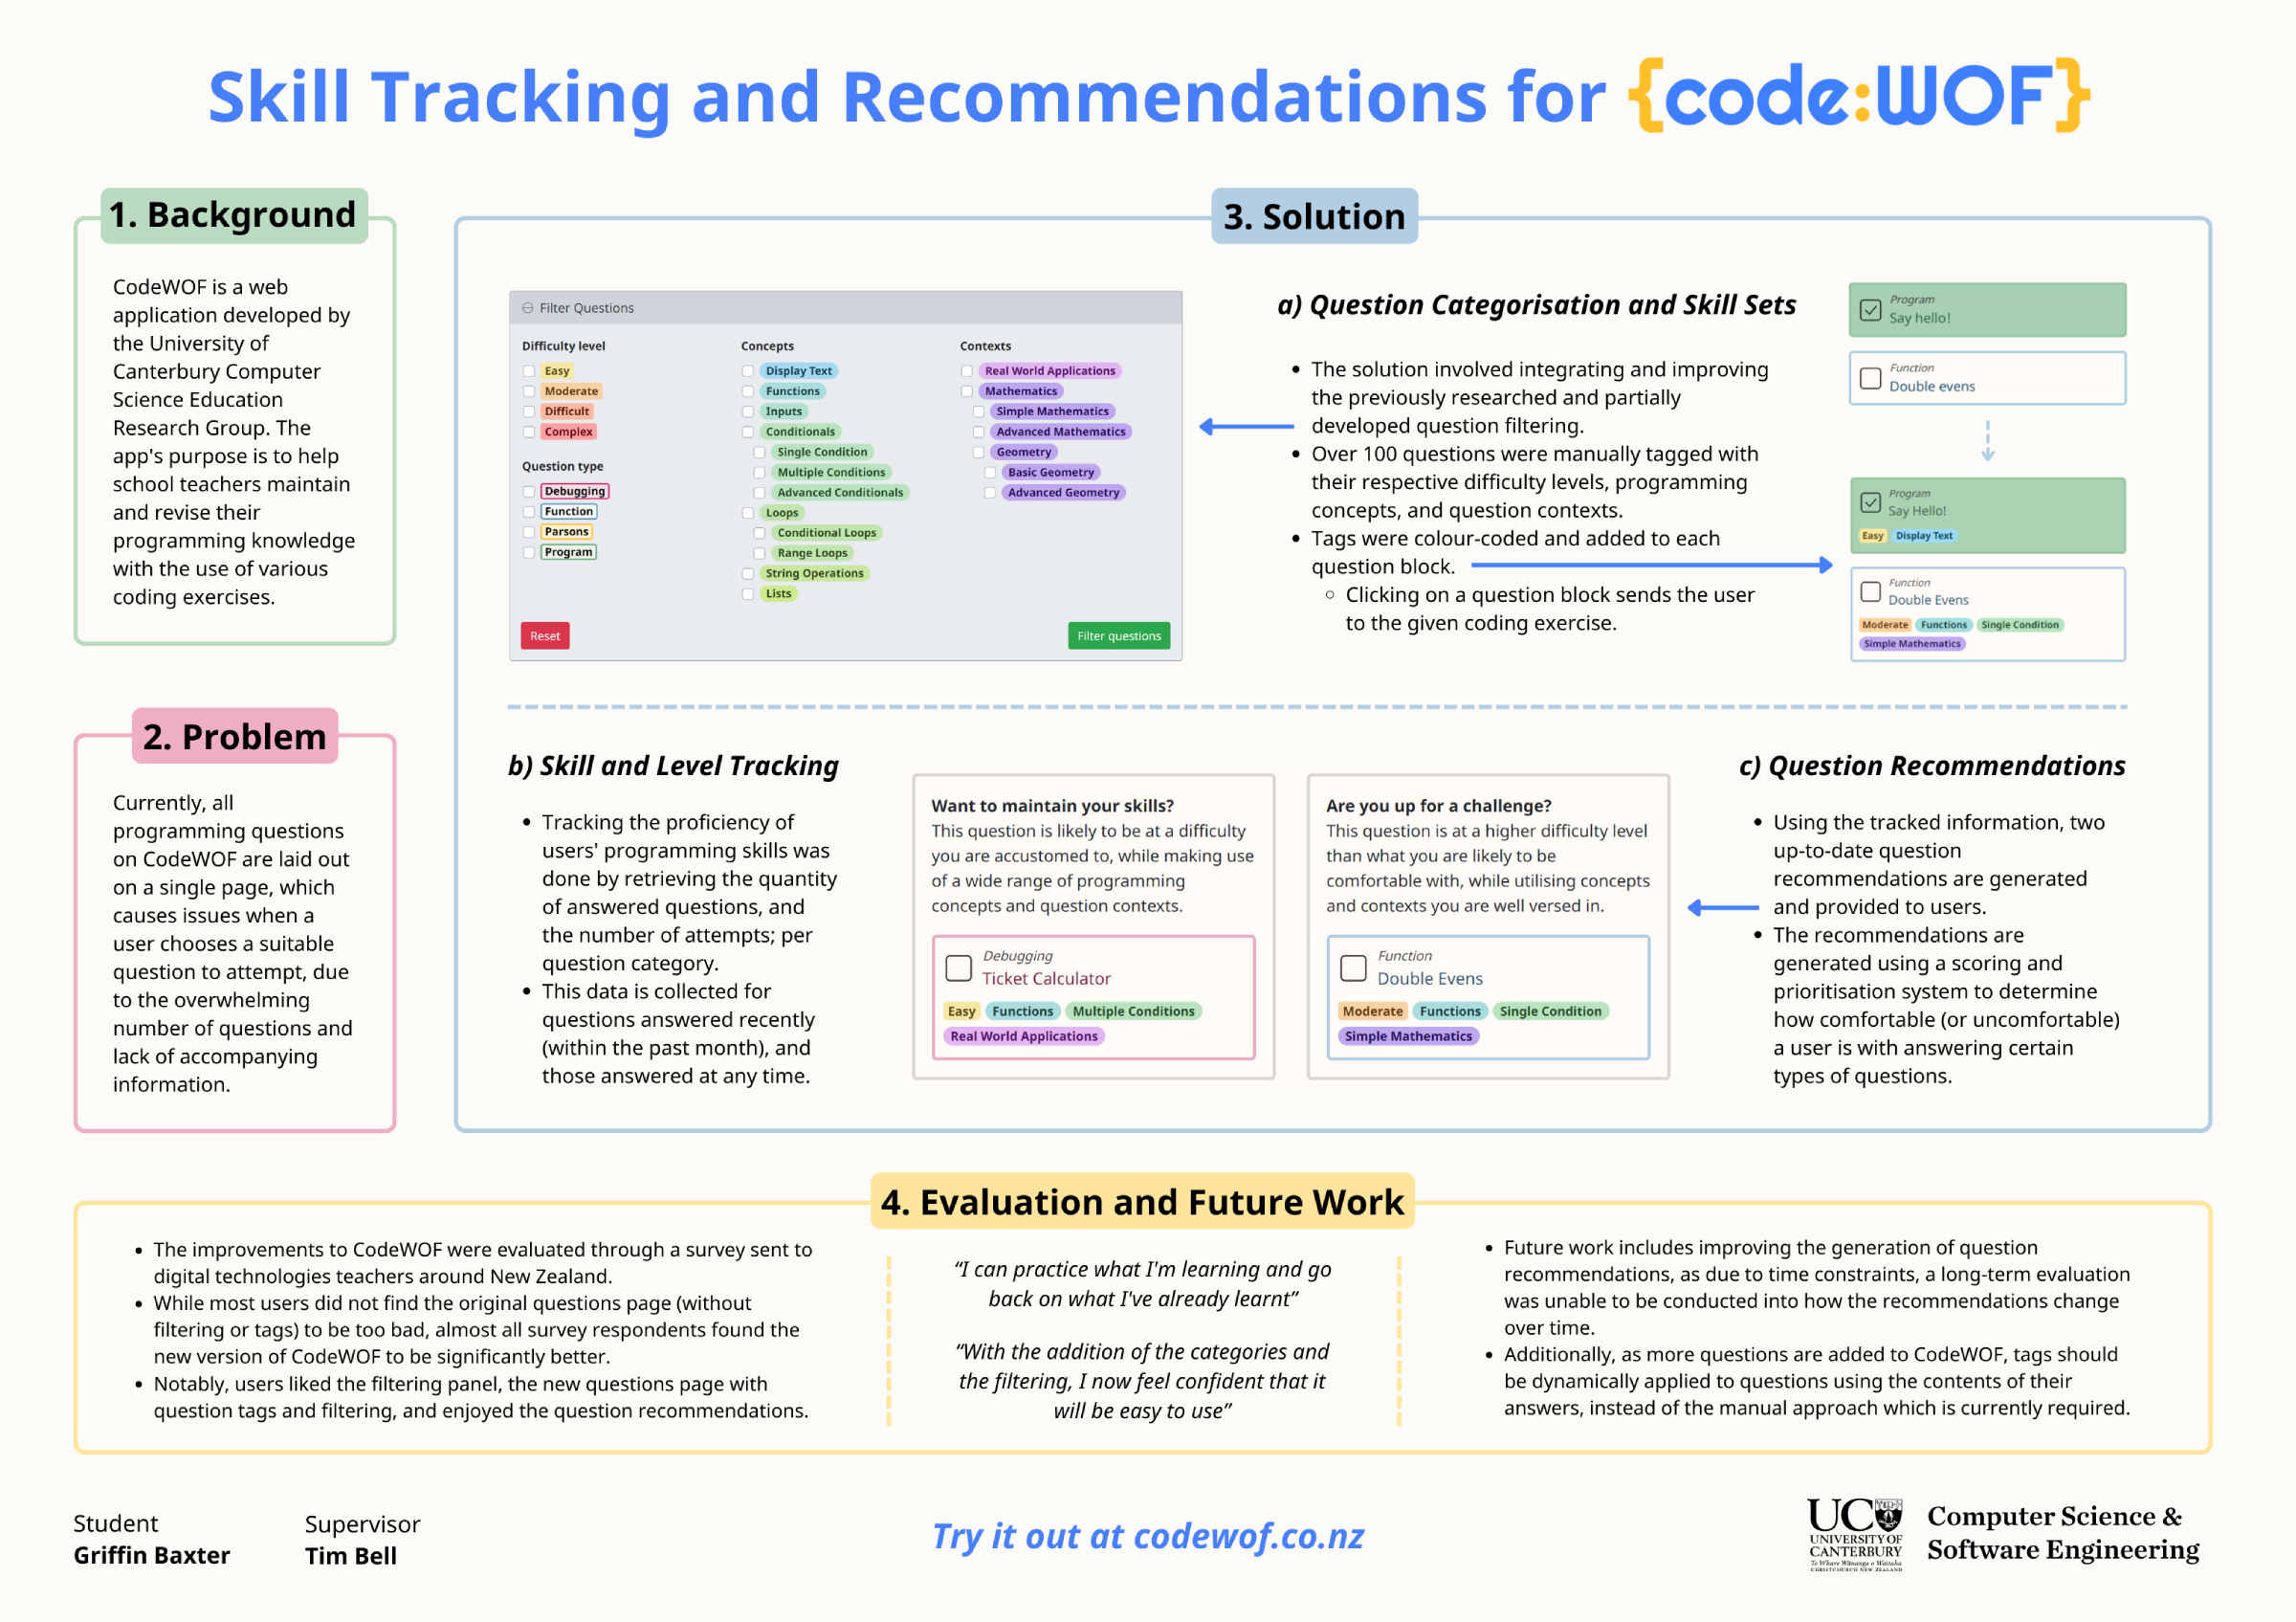 Skill Tracking and Recommendations for {code:WOF}
1. Background
CodeWOF is a web
application developed by
the University of
Canterbury Computer
Science Education
Research Group. The
app's purpose is to help
school teachers maintain
and revise their
programming knowledge
with the use of various
coding exercises.
2. Problem
Currently, all
programming questions
on CodeWOF are laid out
on a single page, which
causes issues when a
user chooses a suitable
question to attempt, due
to the overwhelming
number of questions and
lack of accompanying
information.
3. Solution
Filter Questions
Difficulty level
Easy
Moderate
Difficult
Complex
Question type
Debugging
Function
Parsons
Program
Concepts
Display Text
Functions
Inputs
Conditionals
Single Condition
Multiple Conditions
Advanced Conditionals
Loops
Conditional Loops
Range Loops
String Operations
Lists
Contexts
Real World Applications
Mathematics
Simple Mathematics
Advanced Mathematics
Geometry
Basic Geometry
Advanced Geometry
Reset
Filter questions
a) Question Categorisation and Skill Sets
• The solution involved integrating and improving
the previously researched and partially
developed question filtering.
• Over 100 questions were manually tagged with
their respective difficulty levels, programming
concepts, and question contexts.
• Tags were colour-coded and added to each
question block.
○ Clicking on a question block sends the user
to the given coding exercise.
Program
Say hello!
Function
Double evens
Program
Say Hello!
Easy Display Text
Function
Double Evens
Moderate Functions Single Condition
Simple Mathematics
b) Skill and Level Tracking
• Tracking the proficiency of
users' programming skills was
done by retrieving the quantity
of answered questions, and
the number of attempts; per
question category.
• This data is collected for
questions answered recently
(within the past month), and
those answered at any time.
Want to maintain your skills?
This question is likely to be at a difficulty
you are accustomed to, while making use
of a wide range of programming
concepts and question contexts.
Debugging
Ticket Calculator
Easy Functions Multiple Conditions
Real World Applications
Are you up for a challenge?
This question is at a higher difficulty level
than what you are likely to be
comfortable with, while utilising concepts
and contexts you are well versed in.
Function
Double Evens
Moderate Functions Single Condition
Simple Mathematics
c) Question Recommendations
• Using the tracked information, two
up-to-date question
recommendations are generated
and provided to users.
• The recommendations are
generated using a scoring and
prioritisation system to determine
how comfortable (or uncomfortable)
a user is with answering certain
types of questions.
4. Evaluation and Future Work
• The improvements to CodeWOF were evaluated through a survey sent to
digital technologies teachers around New Zealand.
• While most users did not find the original questions page (without
filtering or tags) to be too bad, almost all survey respondents found the
new version of CodeWOF to be significantly better.
• Notably, users liked the filtering panel, the new questions page with
question tags and filtering, and enjoyed the question recommendations.
“I can practice what I'm learning and go
back on what I've already learnt”
“With the addition of the categories and
the filtering, I now feel confident that it
will be easy to use”
• Future work includes improving the generation of question
recommendations, as due to time constraints, a long-term evaluation
was unable to be conducted into how the recommendations change
over time.
• Additionally, as more questions are added to CodeWOF, tags should
be dynamically applied to questions using the contents of their
answers, instead of the manual approach which is currently required.
Student
Griffin Baxter
Supervisor
Tim Bell
Try it out at codewof.co.nz
UC
UNIVERSITY OF
CANTERBURY
Te Whare Wānanga o Waitaha
CHRISTCHURCH NEW ZEALAND
Computer Science &
Software Engineering